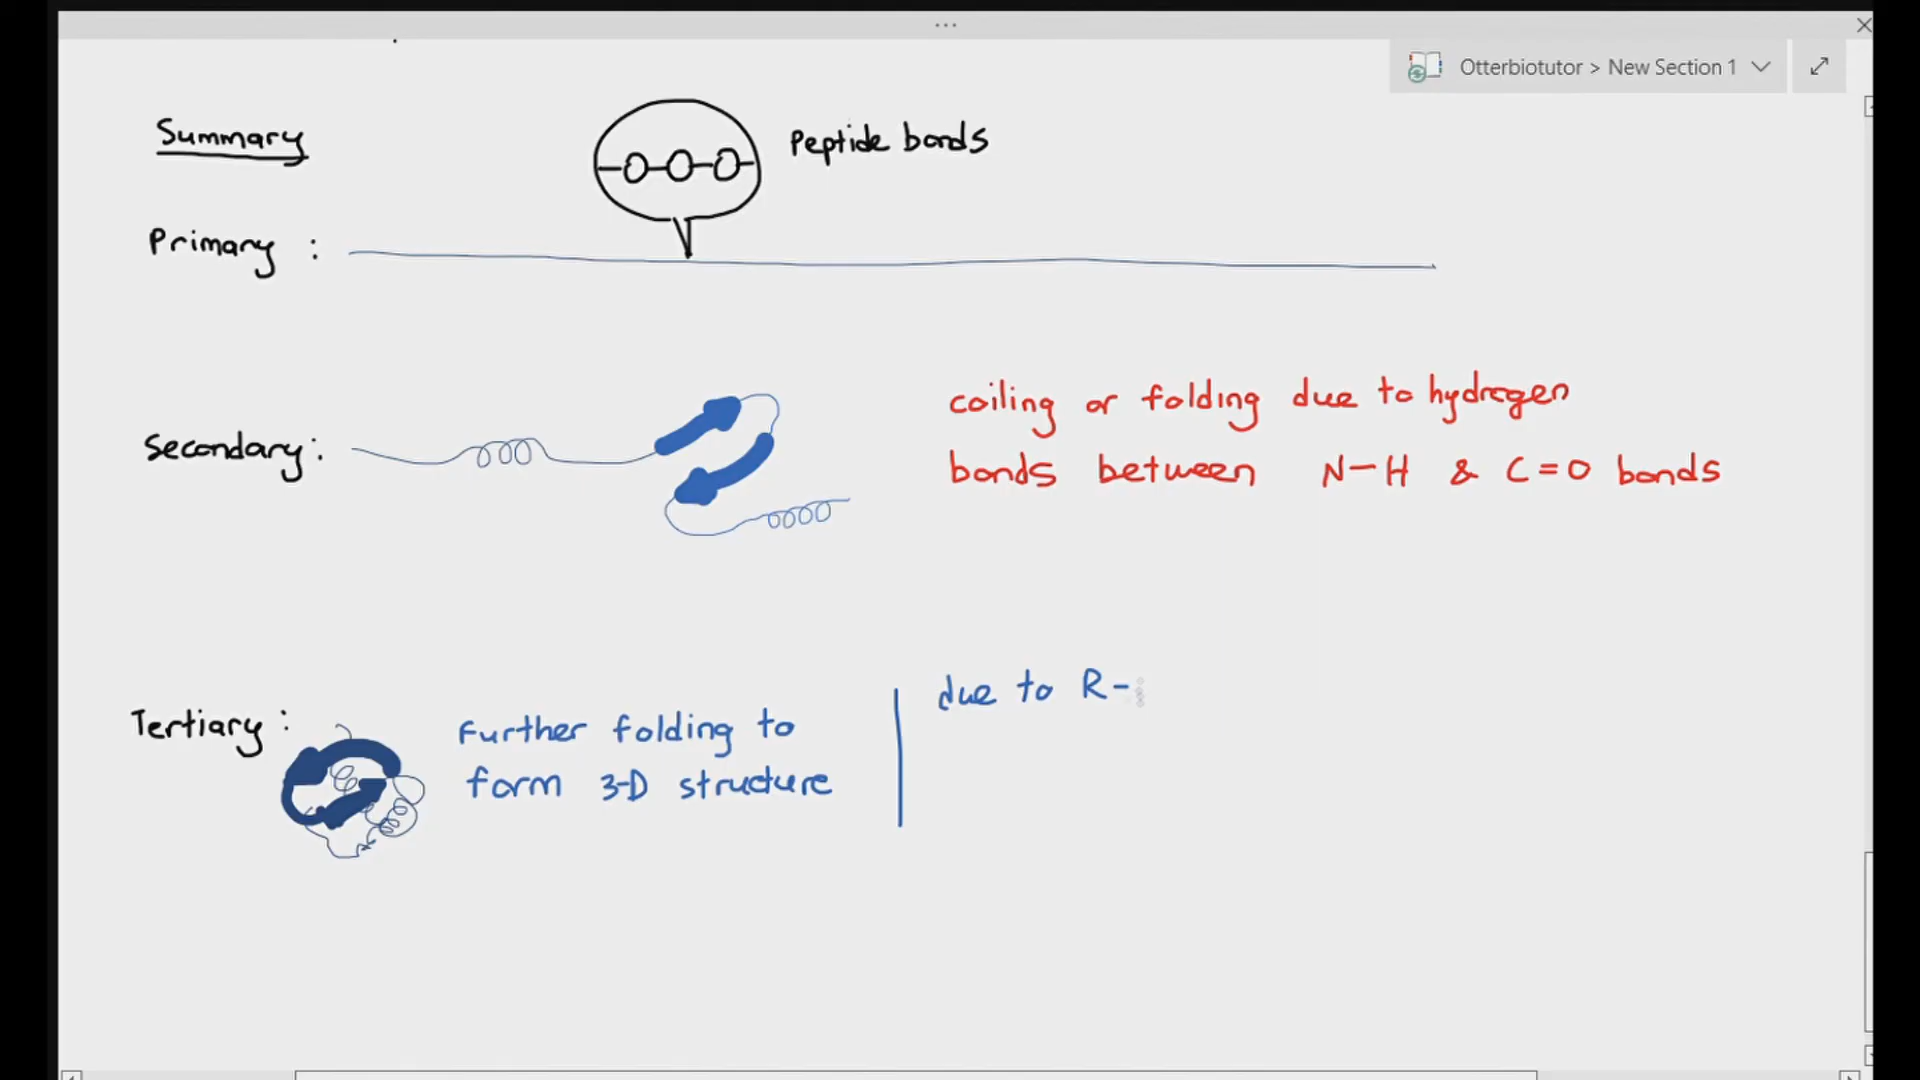 Otterbiotutor > New Section 1
Summary
Peptide bonds
Primary :
Secondary:
coiling or folding due to hydrogen
bonds between N-H & C=O bonds
Tertiary:
Further folding to
form 3-D structure
due to R-